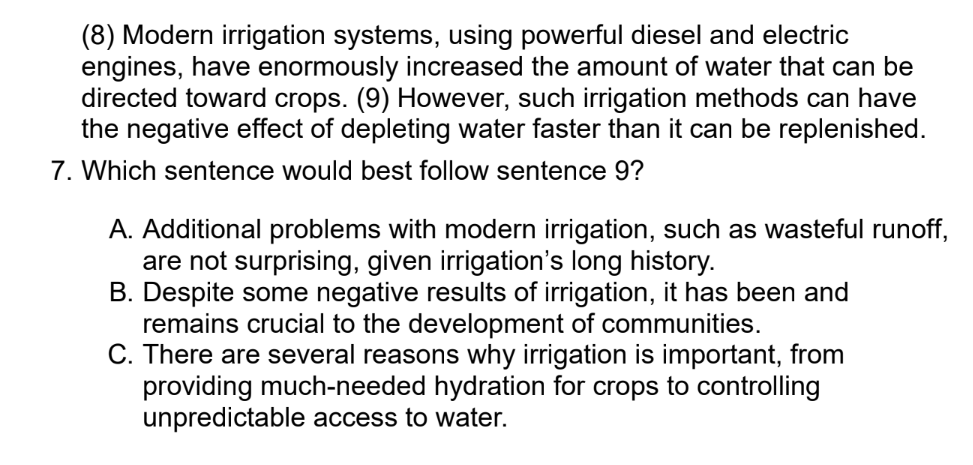 (8) Modern irrigation systems, using powerful diesel and electric
engines, have enormously increased the amount of water that can be
directed toward crops. (9) However, such irrigation methods can have
the negative effect of depleting water faster than it can be replenished.
7. Which sentence would best follow sentence 9?
A. Additional problems with modern irrigation, such as wasteful runoff,
are not surprising, given irrigation’s long history.
B. Despite some negative results of irrigation, it has been and
remains crucial to the development of communities.
C. There are several reasons why irrigation is important, from
providing much-needed hydration for crops to controlling
unpredictable access to water.